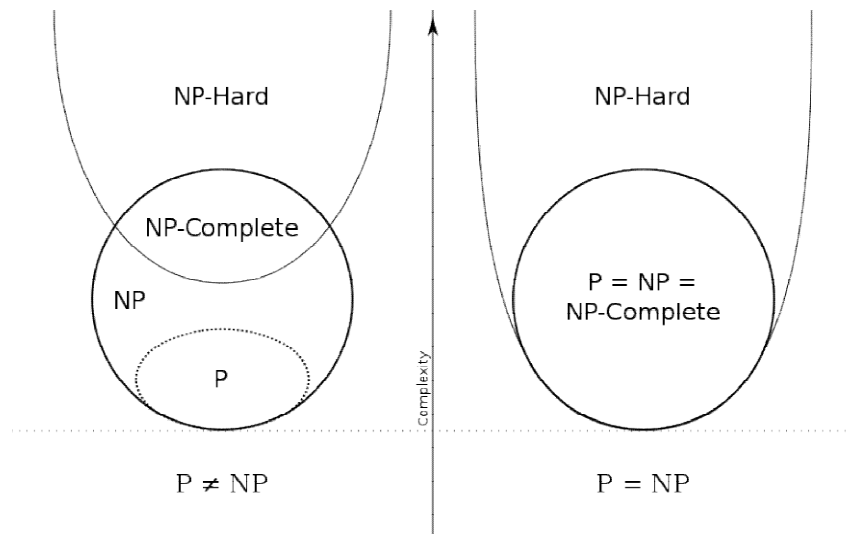 NP-Hard
NP-Complete
NP
P
P ≠ NP
Complexity
NP-Hard
P = NP =
NP-Complete
P = NP